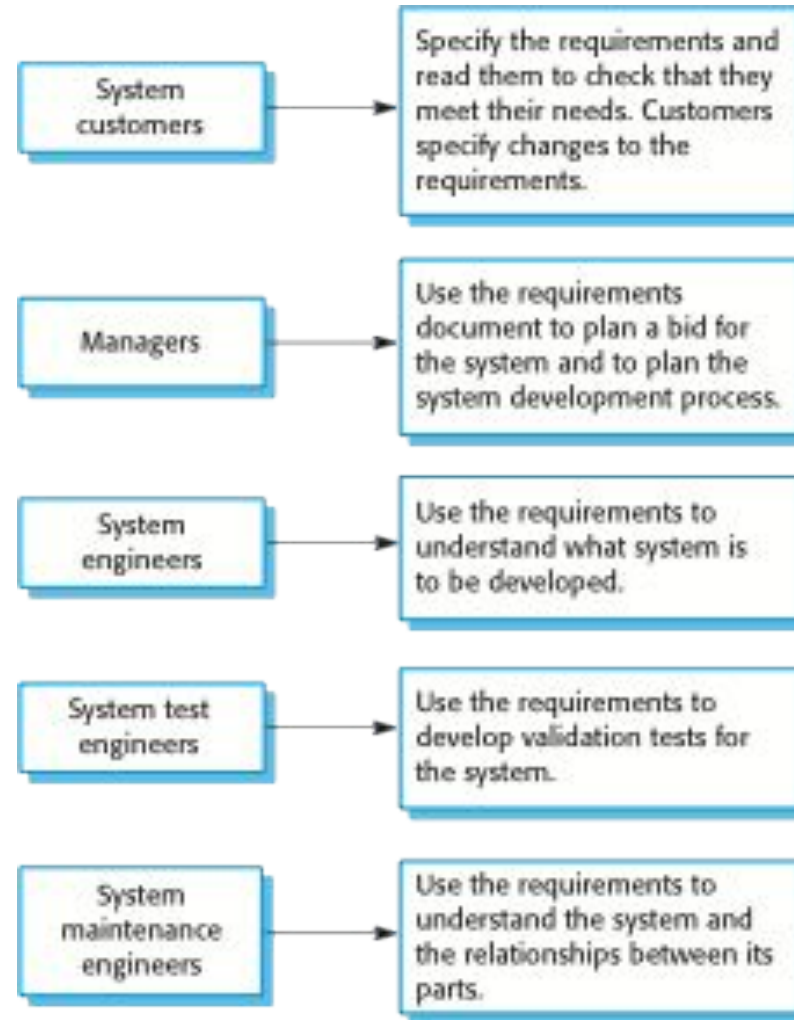 System
customers
Specify the requirements and
read them to check that they
meet their needs. Customers
specify changes to the
requirements.
Managers
Use the requirements
document to plan a bid for
the system and to plan the
system development process.
System
engineers
Use the requirements to
understand what system is
to be developed.
System test
engineers
Use the requirements to
develop validation tests for
the system.
System
maintenance
engineers
Use the requirements to
understand the system and
the relationships between its
parts.